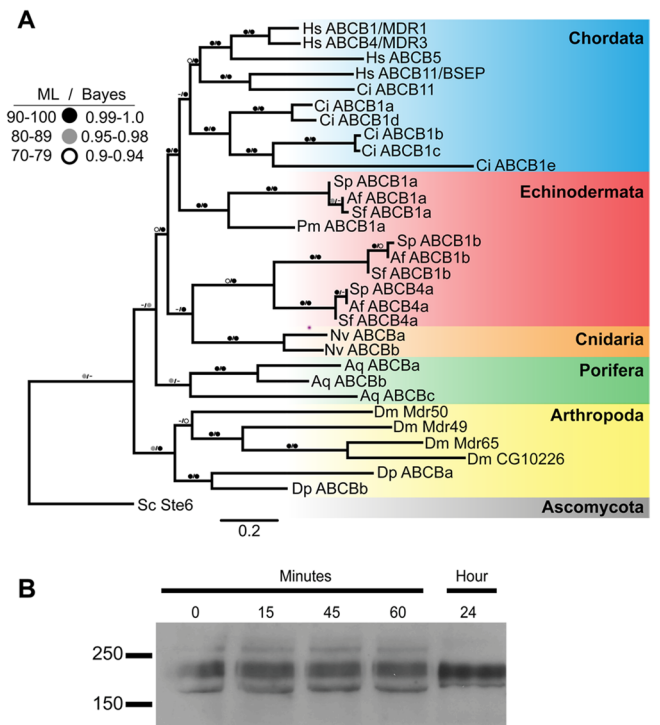 A
ML / Bayes
90-100 0.99-1.0
80-89 0.95-0.98
70-79 0.9-0.94
Hs ABCB1/MDR1
Hs ABCB4/MDR3
Hs ABCB5
Hs ABCB11/BSEP
Ci ABCB11
Ci ABCB1a
Ci ABCB1d
Ci ABCB1b
Ci ABCB1c
Ci ABCB1e
Chordata
Sp ABCB1a
Af ABCB1a
Sf ABCB1a
Pm ABCB1a
Sp ABCB1b
Af ABCB1b
Sf ABCB1b
Sp ABCB4a
Af ABCB4a
Sf ABCB4a
Echinodermata
Nv ABCBa
Nv ABCBb
Cnidaria
Aq ABCBa
Aq ABCBb
Aq ABCBc
Porifera
Dm Mdr50
Dm Mdr49
Dm Mdr65
Dm CG10226
Dp ABCBa
Dp ABCBb
Arthropoda
Sc Ste6
Ascomycota
0.2
B
Minutes Hour
0 15 45 60 24
250
150